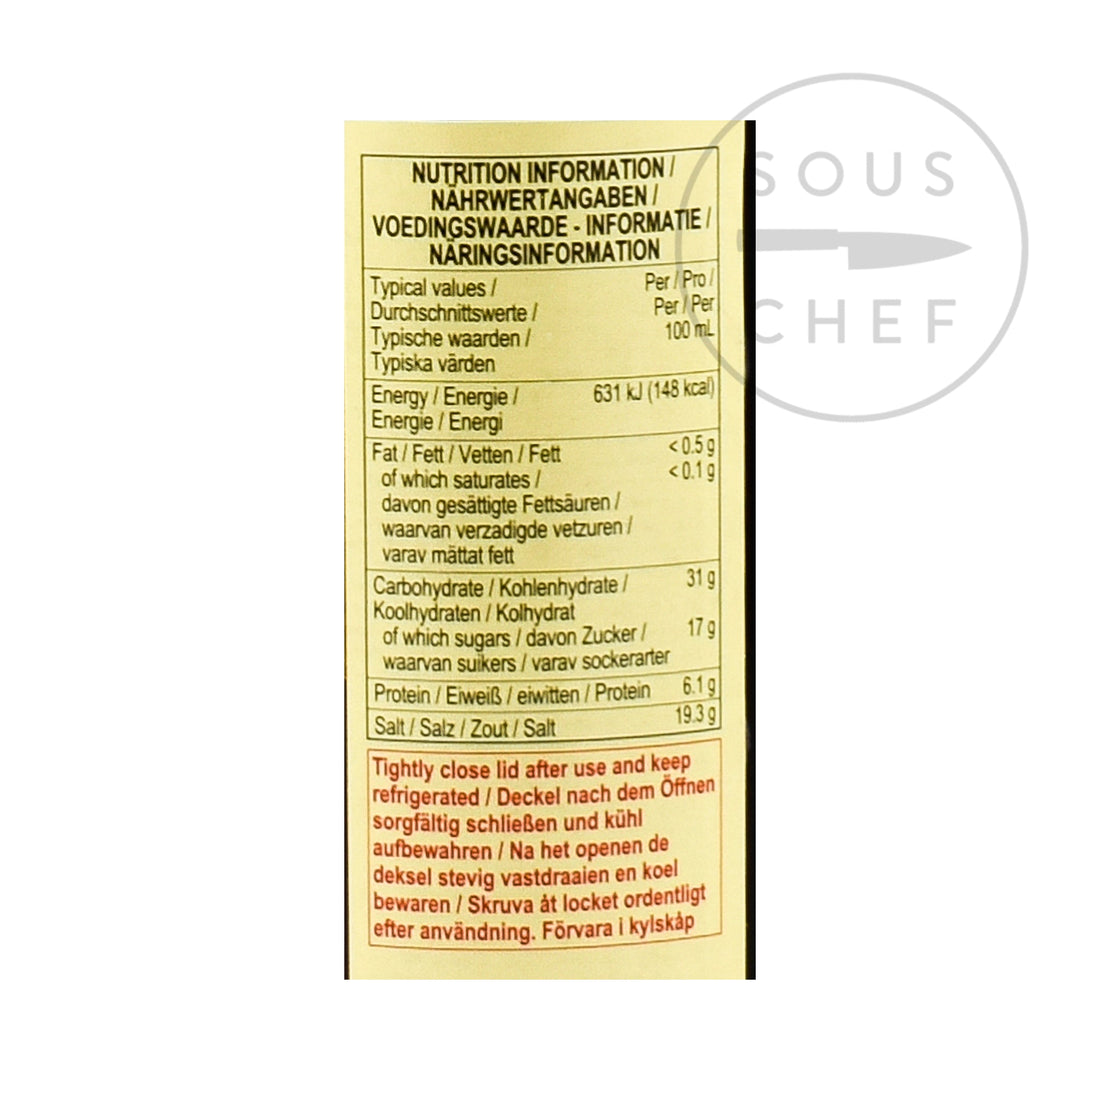 SOUS
CHEF
NUTRITION INFORMATION /
NÄHRWERTANGABEN /
VOEDINGSWAARDE - INFORMATIE /
NÄRINGSINFORMATION
Typical values / Per / Pro /
Durchschnittswerte / Per / Per
Typische waarden / 100 mL
Typiska värden
Energy / Energie / 631 kJ (148 kcal)
Energie / Energi
Fat / Fett / Vetten / Fett < 0.5 g
of which saturates / < 0.1 g
davon gesättigte Fettsäuren /
waarvan verzadigde vetzuren /
varav mättat fett
Carbohydrate / Kohlenhydrate / 31 g
Koolhydraten / Kolhydrat
of which sugars / davon Zucker / 17 g
waarvan suikers / varav sockerarter
Protein / Eiweiß / eiwitten / Protein 6.1 g
Salt / Salz / Zout / Salt 19.3 g
Tightly close lid after use and keep
refrigerated / Deckel nach dem Öffnen
sorgfältig schließen und kühl
aufbewahren / Na het openen de
deksel stevig vastdraaien en koel
bewaren / Skruva åt locket ordentligt
efter användning. Förvara i kylskåp